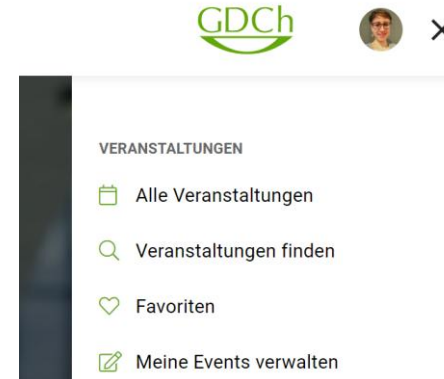 GDCh
VERANSTALTUNGEN
Alle Veranstaltungen
Veranstaltungen finden
Favoriten
Meine Events verwalten